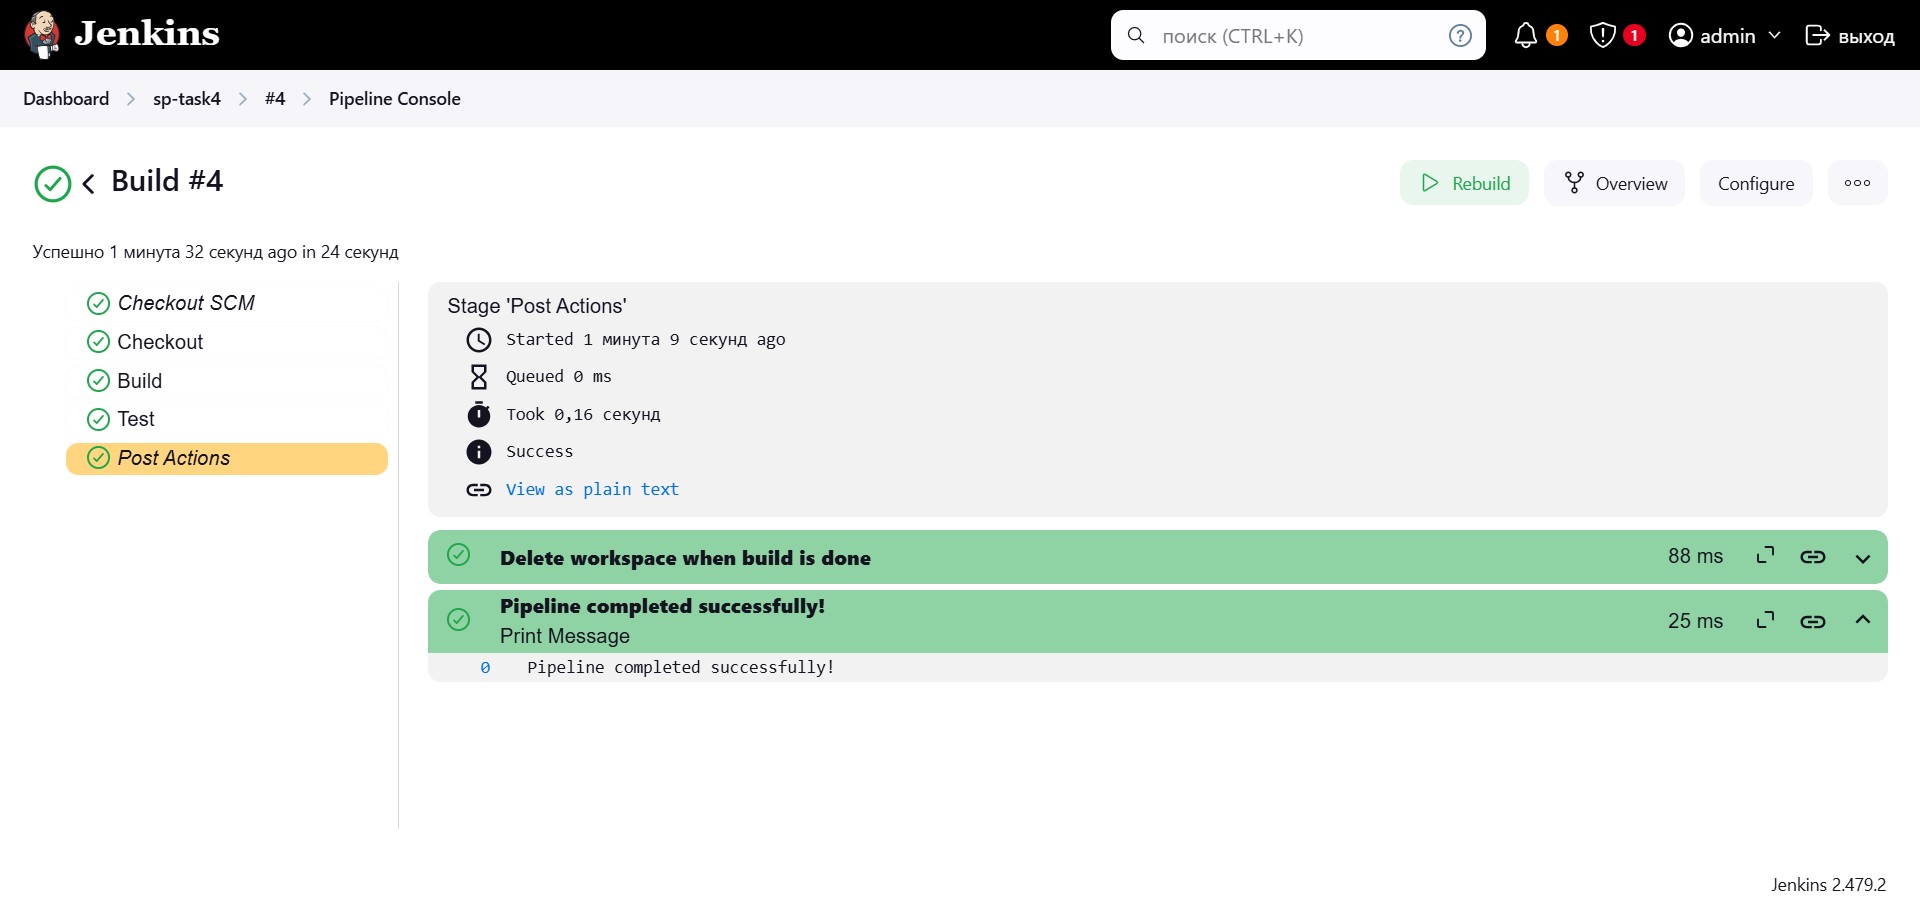 Jenkins
поиск (CTRL+K)
1
1
admin
выход
Dashboard
sp-task4
#4
Pipeline Console
Build #4
Rebuild
Overview
Configure
Успешно 1 минута 32 секунд ago in 24 секунд
Checkout SCM
Checkout
Build
Test
Post Actions
Stage 'Post Actions'
Started 1 минута 9 секунд ago
Queued 0 ms
Took 0,16 секунд
Success
View as plain text
Delete workspace when build is done
88 ms
Pipeline completed successfully!
Print Message
25 ms
0 Pipeline completed successfully!
Jenkins 2.479.2